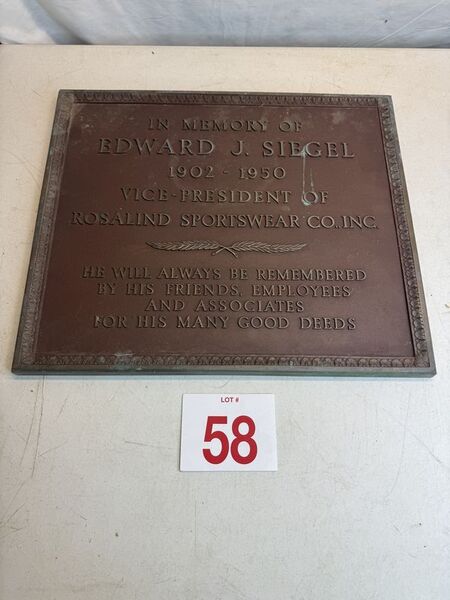 IN MEMORY OF
EDWARD J. SIEGEL
1902 - 1950
VICE-PRESIDENT OF
ROSALIND SPORTSWEAR CO., INC.
HE WILL ALWAYS BE REMEMBERED
BY HIS FRIENDS, EMPLOYEES
AND ASSOCIATES
FOR HIS MANY GOOD DEEDS
LOT #
58